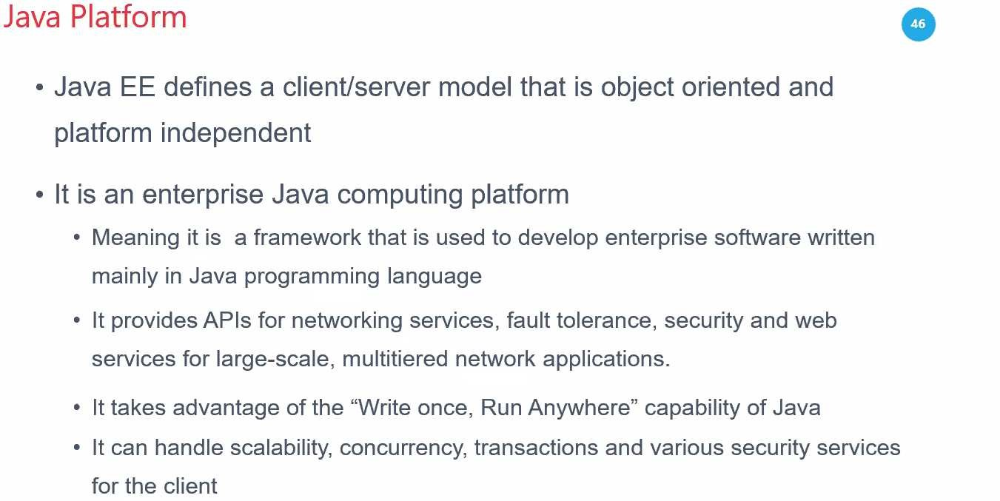 Java Platform
46
• Java EE defines a client/server model that is object oriented and
platform independent
• It is an enterprise Java computing platform
• Meaning it is  a framework that is used to develop enterprise software written
mainly in Java programming language
• It provides APIs for networking services, fault tolerance, security and web
services for large-scale, multitiered network applications.
• It takes advantage of the “Write once, Run Anywhere” capability of Java
• It can handle scalability, concurrency, transactions and various security services
for the client